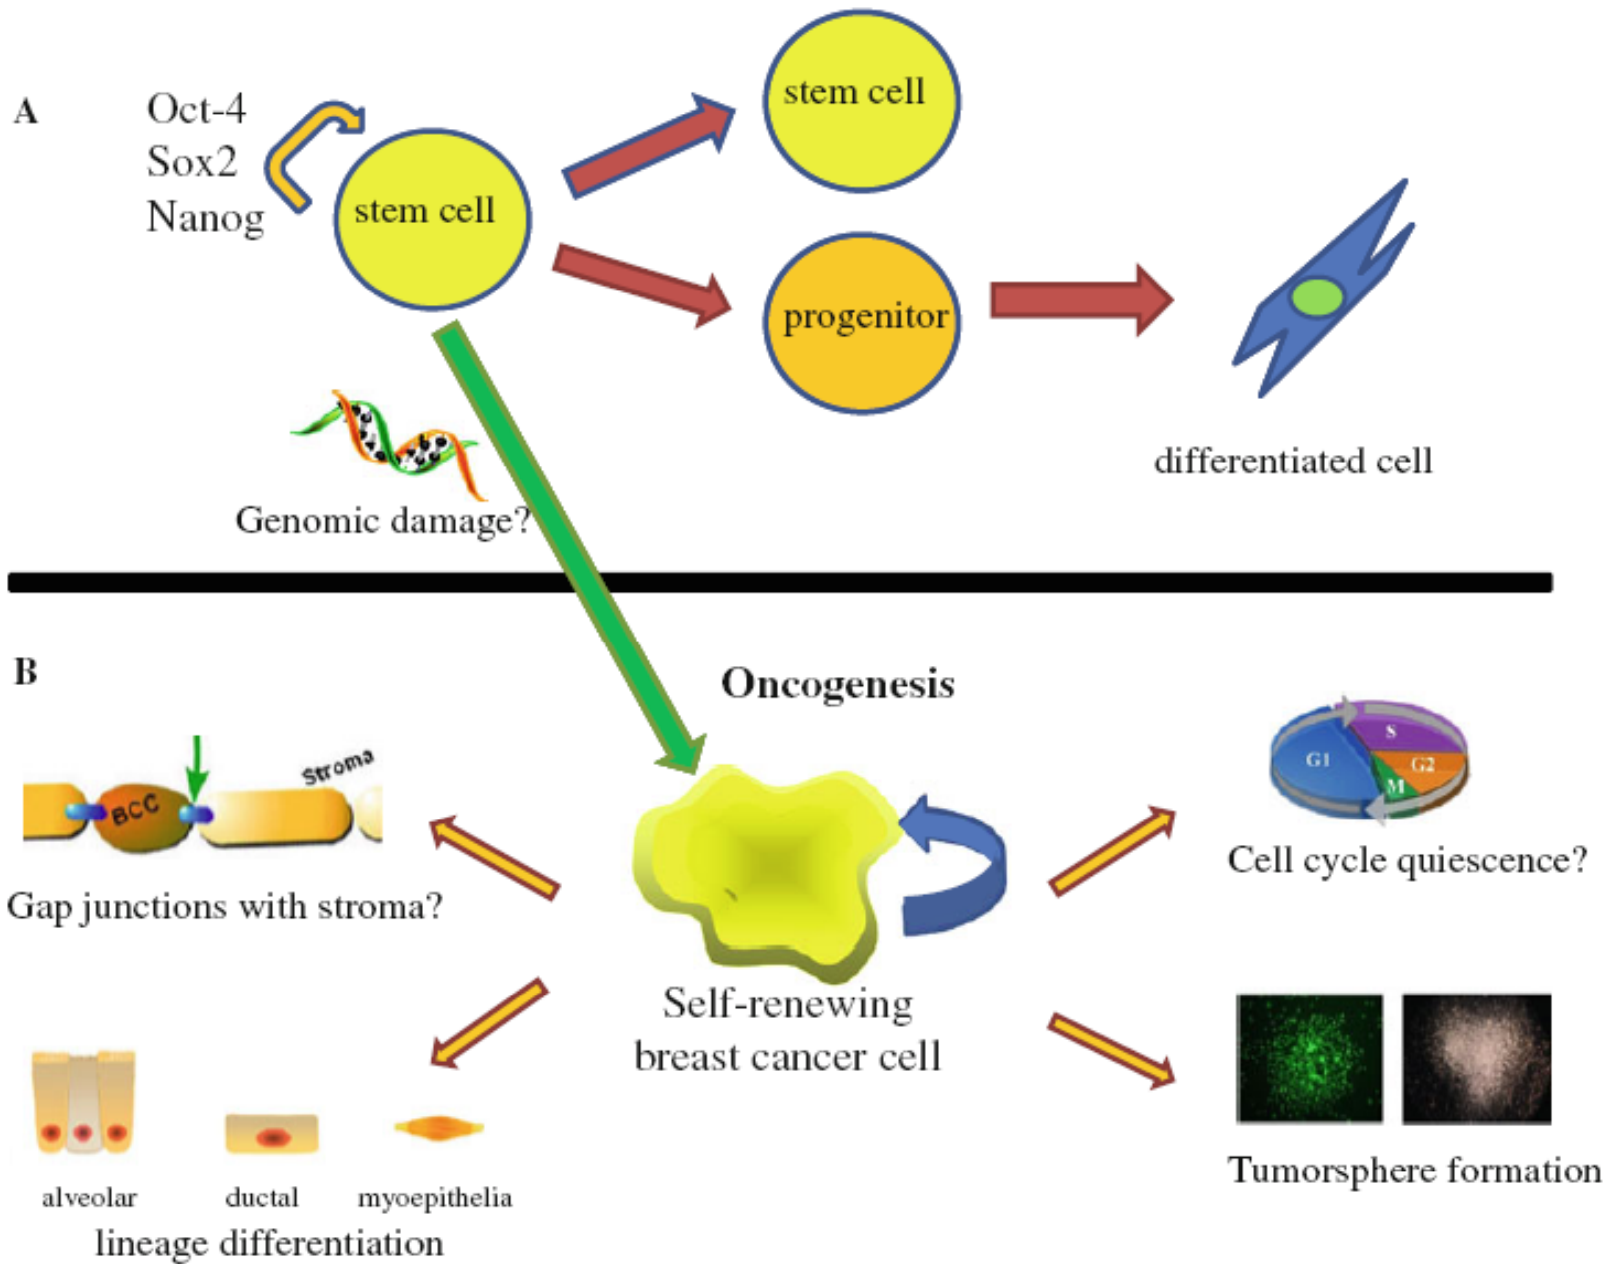 A
Oct-4
Sox2
Nanog
stem cell
stem cell
progenitor
differentiated cell
Genomic damage?
B
Oncogenesis
BCC
Stroma
Gap junctions with stroma?
G1
S
G2
M
Cell cycle quiescence?
Self-renewing
breast cancer cell
alveolar
ductal
myoepithelia
lineage differentiation
Tumorsphere formation